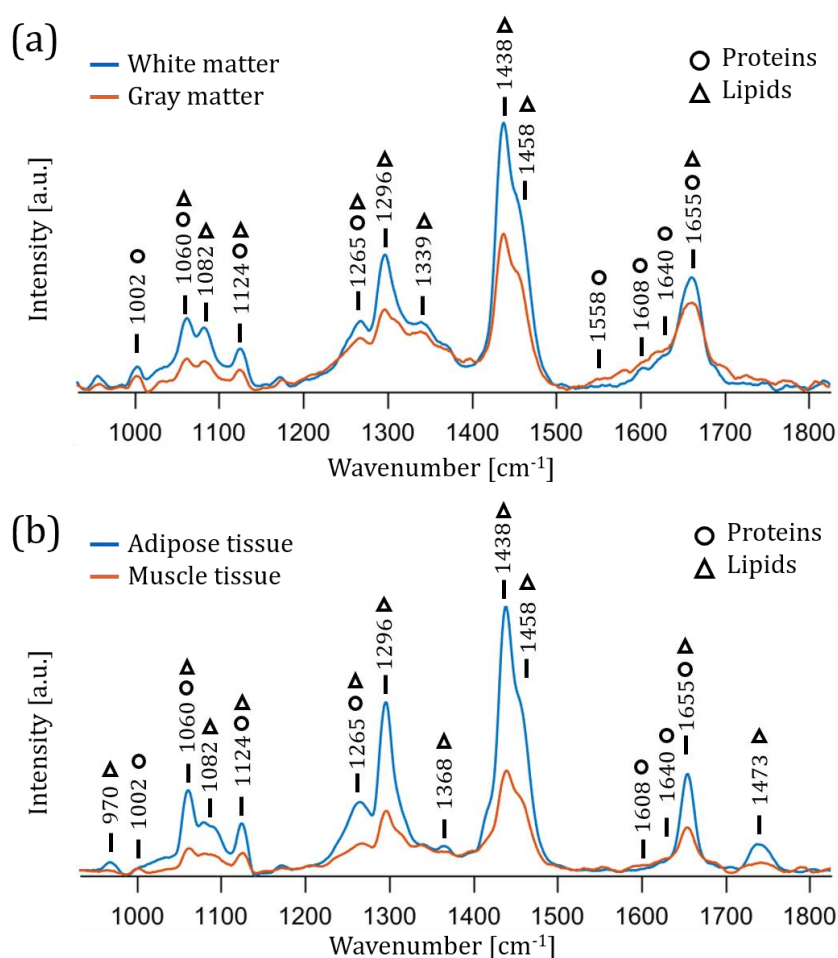 (a)
White matter
Gray matter
Proteins
Lipids
Intensity [a.u.]
1002
1060
1082
1124
1265
1296
1339
1438
1458
1558
1608
1640
1655
1000 1100 1200 1300 1400 1500 1600 1700 1800
Wavenumber [cm⁻¹]
(b)
Adipose tissue
Muscle tissue
Proteins
Lipids
Intensity [a.u.]
970
1002
1060
1082
1124
1265
1296
1368
1438
1458
1608
1640
1655
1473
1000 1100 1200 1300 1400 1500 1600 1700 1800
Wavenumber [cm⁻¹]